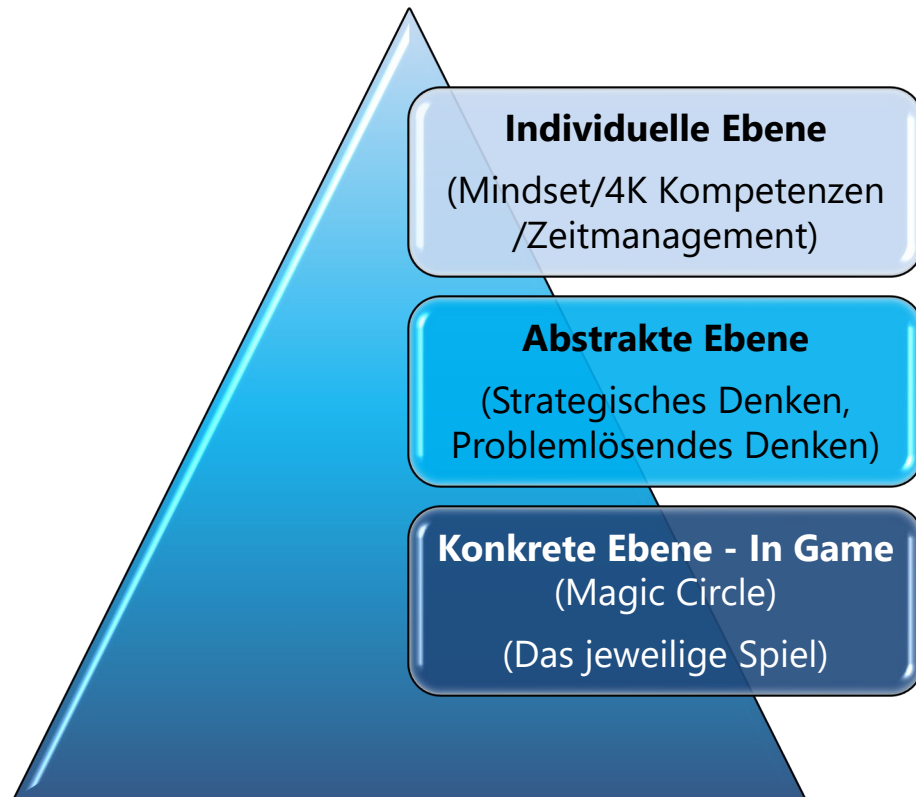 Individuelle Ebene
(Mindset/4K Kompetenzen
/Zeitmanagement)
Abstrakte Ebene
(Strategisches Denken,
Problemlösendes Denken)
Konkrete Ebene - In Game
(Magic Circle)
(Das jeweilige Spiel)